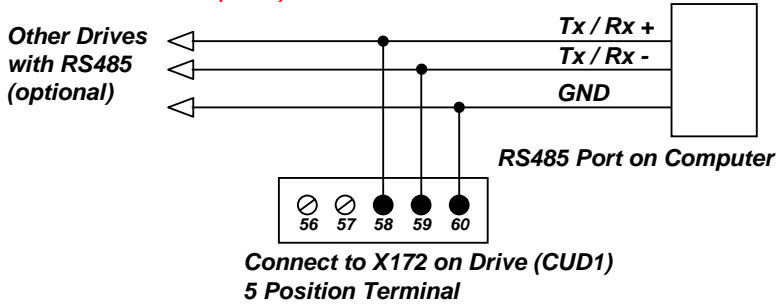 Other Drives
with RS485
(optional)
Tx / Rx +
Tx / Rx -
GND
RS485 Port on Computer
56 57 58 59 60
Connect to X172 on Drive (CUD1)
5 Position Terminal